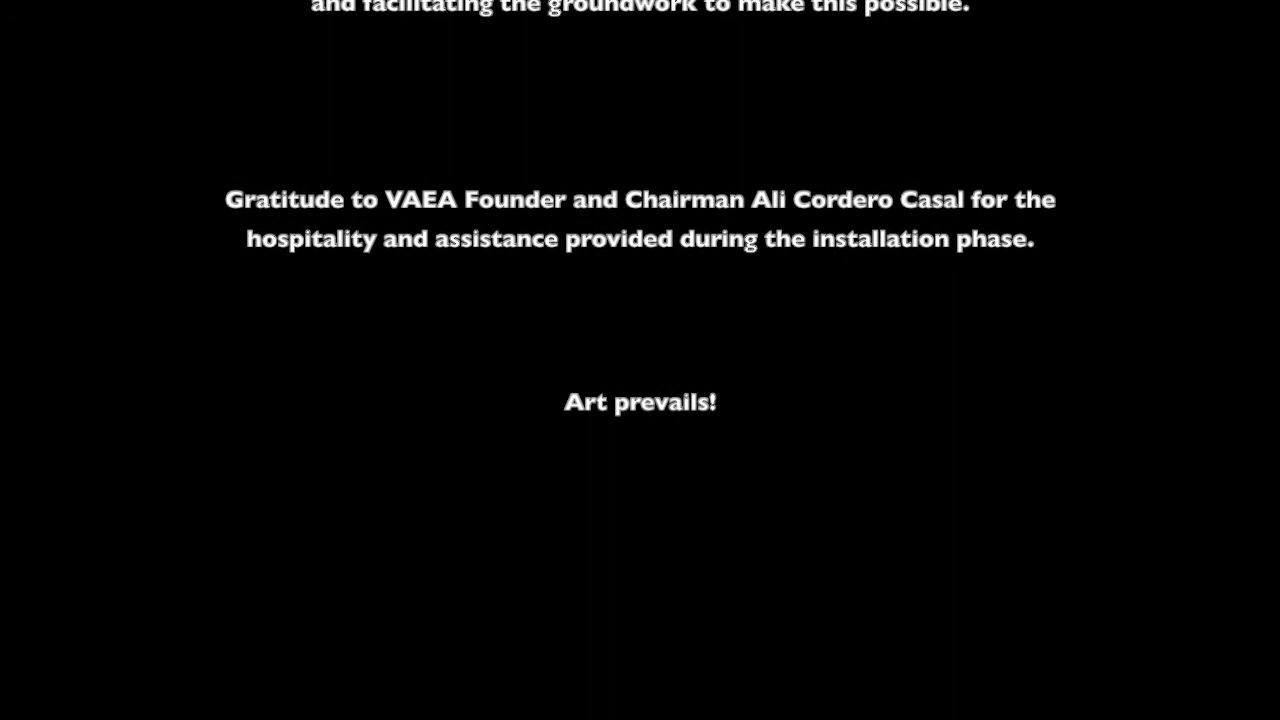 and facilitating the groundwork to make this possible.
Gratitude to VAEA Founder and Chairman Ali Cordero Casal for the
hospitality and assistance provided during the installation phase.
Art prevails!